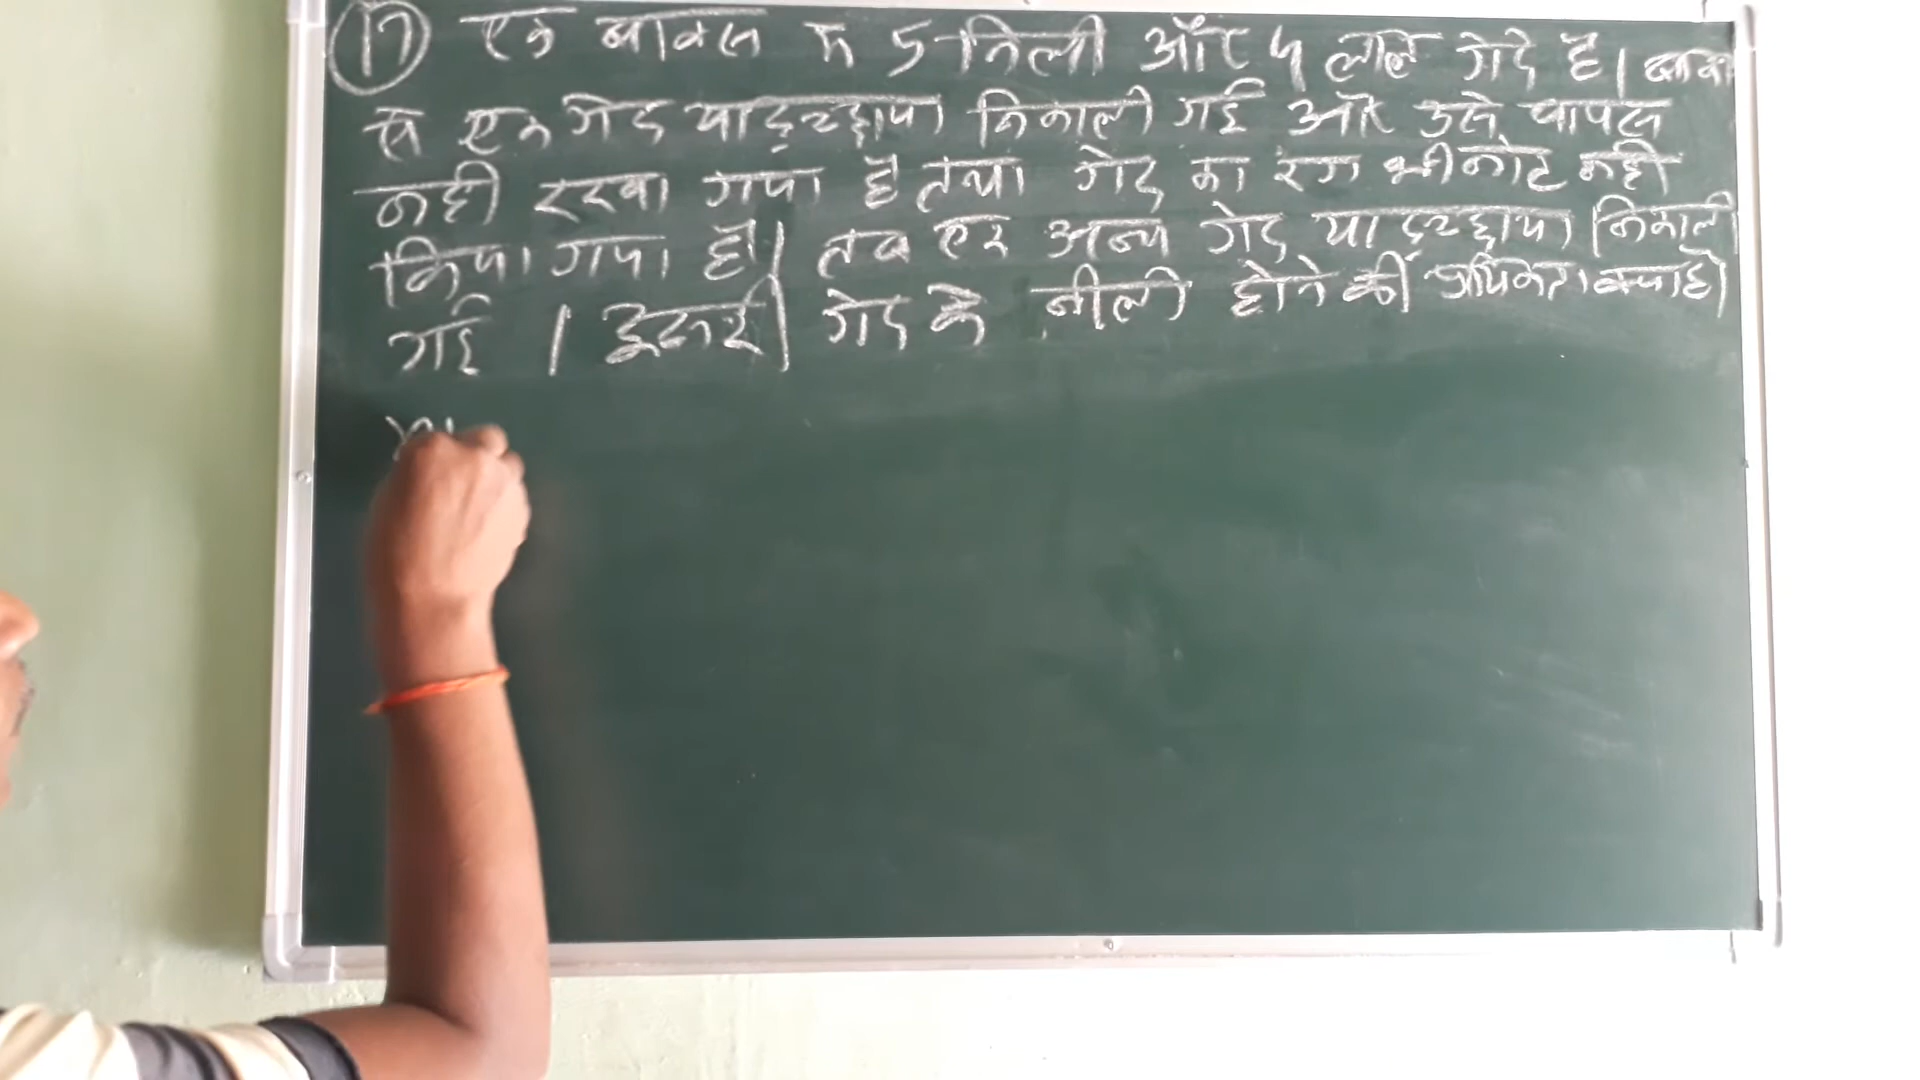 17 एक बाक्स म 5 निली और 4 लाल गेदे है। बाक्स
से एक गेद यादृच्छया निकाली गई और उसे वापस
नही रखा गया है तथा गेद का रंग भी नोट नही
किया गया है। तब एक अन्य गेद यादृच्छया निकाली
गई । दूसरी गेद के नीली होने की प्रायिकता क्या है।